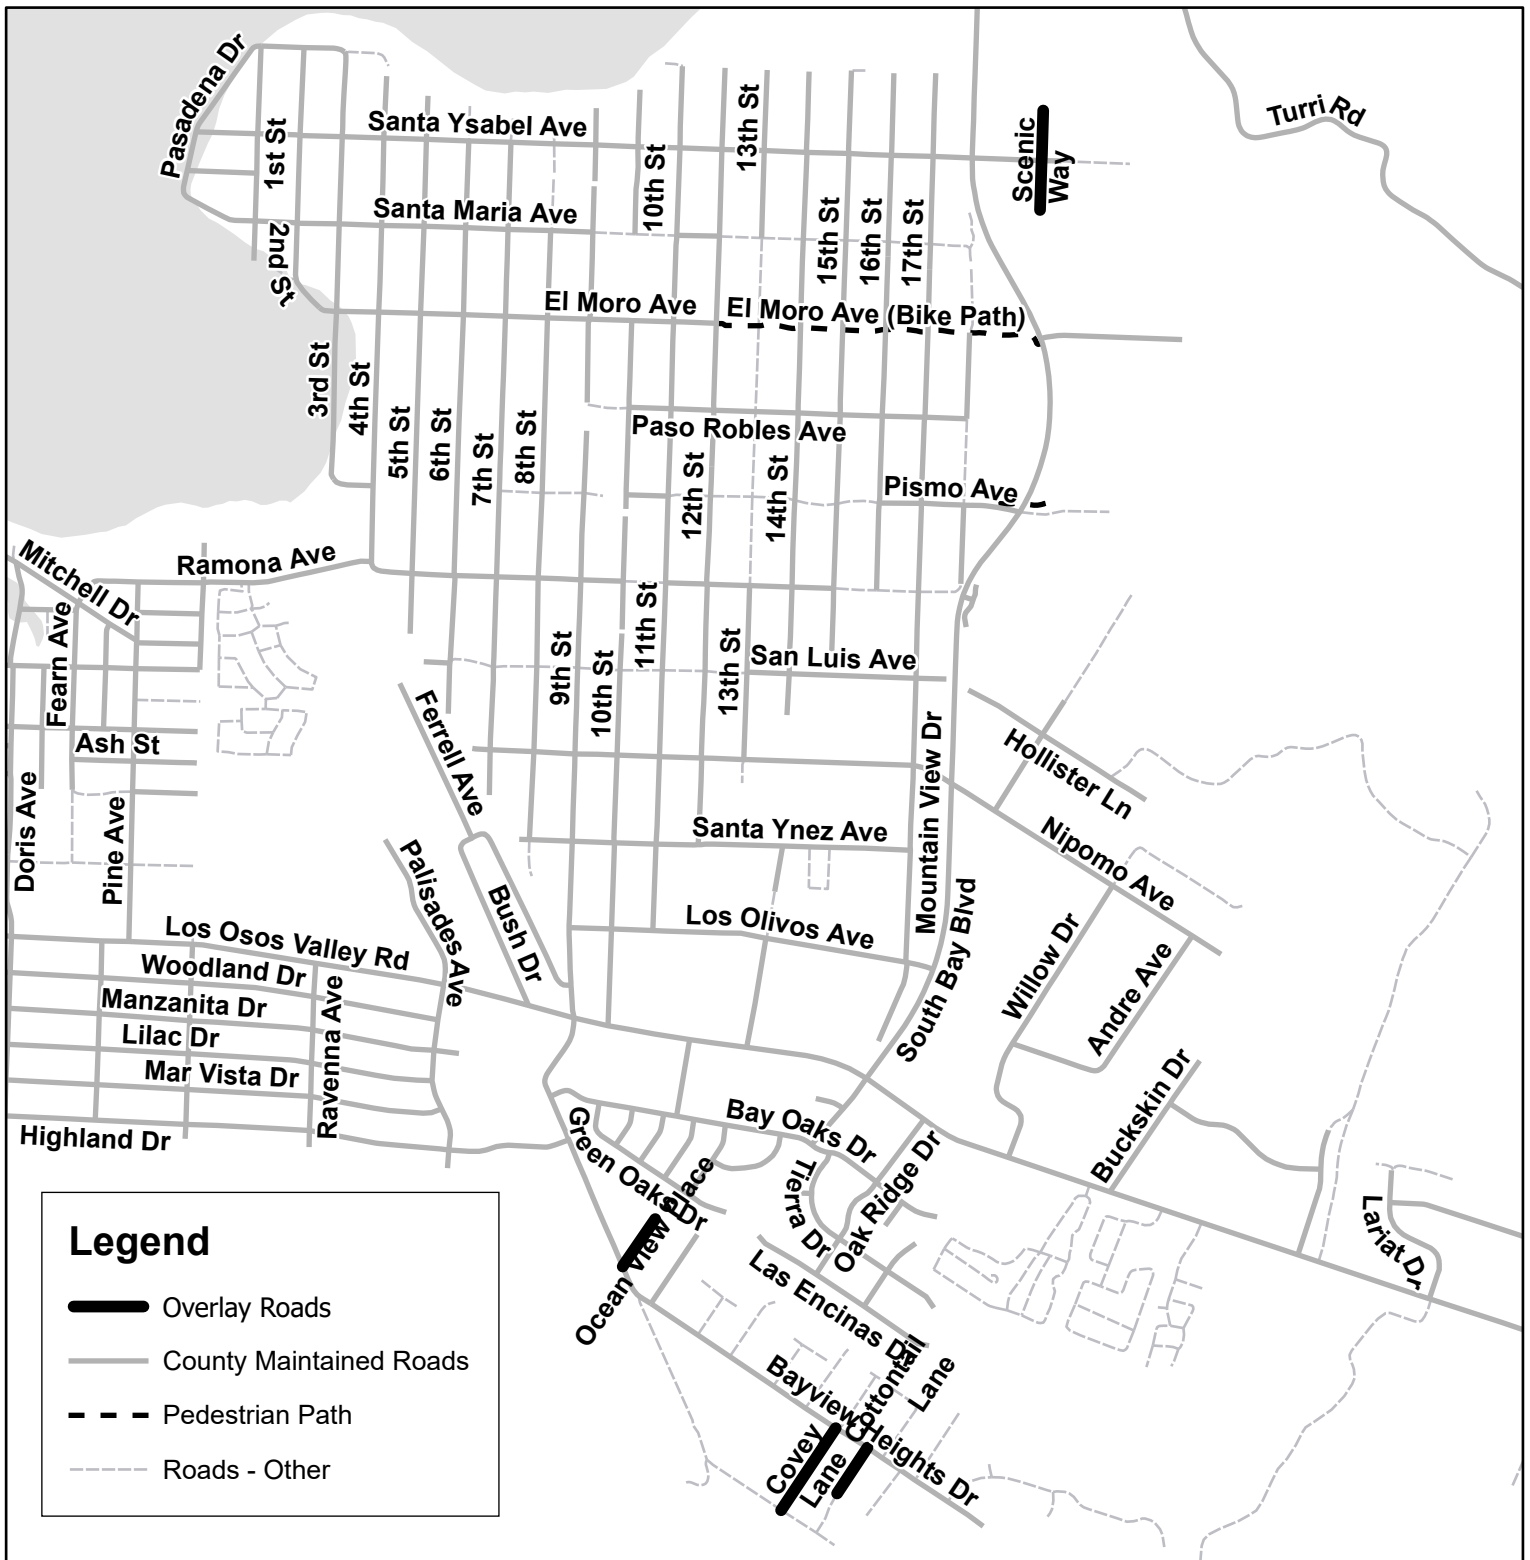 Pasadena Dr
1st St
2nd St
Santa Ysabel Ave
10th St
13th St
Scenic
Way
Turri Rd
Santa Maria Ave
15th St
16th St
17th St
El Moro Ave
El Moro Ave (Bike Path)
3rd St
4th St
5th St
6th St
7th St
8th St
Paso Robles Ave
12th St
14th St
Pismo Ave
Mitchell Dr
Ramona Ave
Fearn Ave
9th St
10th St
11th St
13th St
San Luis Ave
Ash St
Doris Ave
Pine Ave
Ferrell Ave
Mountain View Dr
Hollister Ln
Santa Ynez Ave
Nipomo Ave
Palisades Ave
Bush Dr
Los Olivos Ave
South Bay Blvd
Willow Dr
Andre Ave
Los Osos Valley Rd
Woodland Dr
Manzanita Dr
Lilac Dr
Mar Vista Dr
Ravenna Ave
Highland Dr
Buckskin Dr
Green Oaks Dr
Bay Oaks Dr
Tierra Dr
Oak Ridge Dr
Ocean View Place
Las Encinas Dr
Lariat Dr
Bayview Heights Dr
Cottontail
Lane
Covey
Lane
Legend
Overlay Roads
County Maintained Roads
Pedestrian Path
Roads - Other